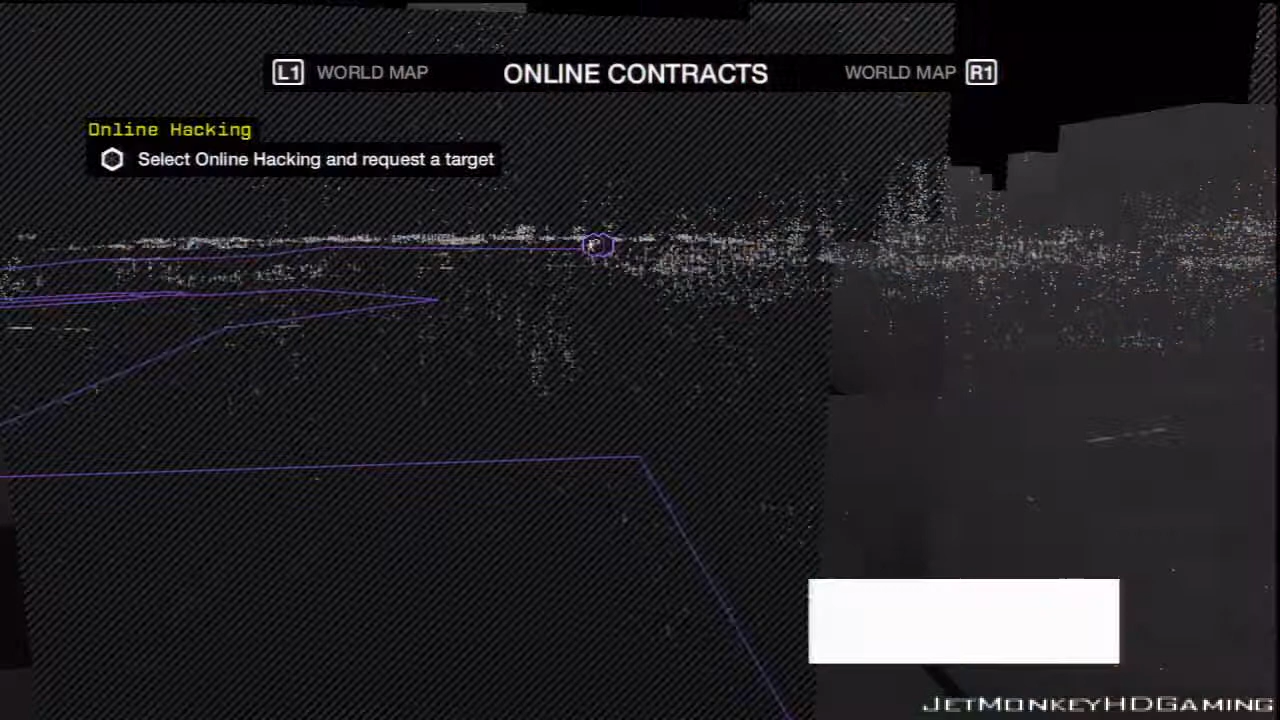 L1 WORLD MAP ONLINE CONTRACTS WORLD MAP R1
Online Hacking
Select Online Hacking and request a target
JETMONKEYHDGAMING